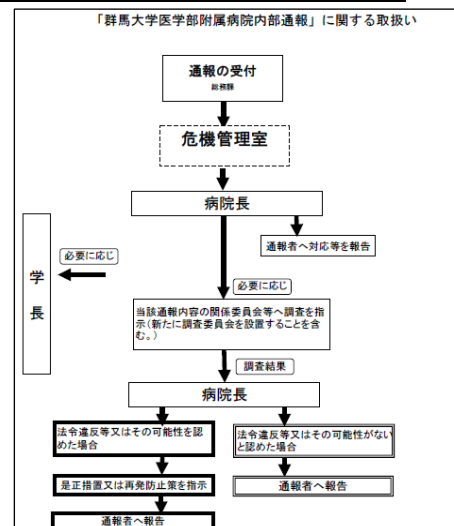 「群馬大学医学部附属病院内部通報」に関する取扱い
通報の受付
総務課
危機管理室
病院長
通報者へ対応等を報告
必要に応じ
学
長
必要に応じ
当該通報内容の関係委員会等へ調査を指
示(新たに調査委員会を設置することを含
む。)
調査結果
病院長
法令違反等又はその可能性を認
めた場合
法令違反等又はその可能性がない
と認めた場合
是正措置又は再発防止策を指示
通報者へ報告
通報者へ報告